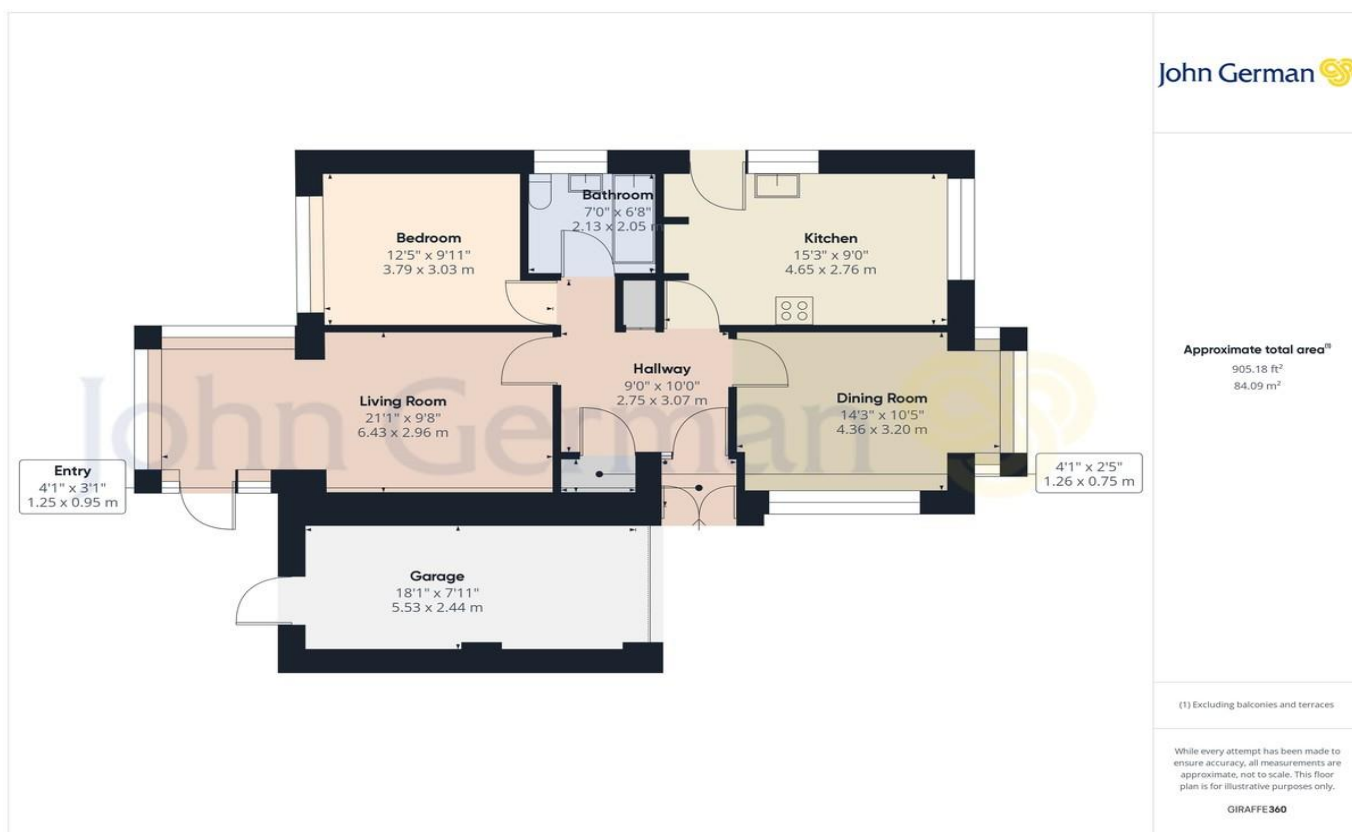 John German
Bathroom
7'0" x 6'8"
2.13 x 2.05 m
Bedroom
12'5" x 9'11"
3.79 x 3.03 m
Kitchen
15'3" x 9'0"
4.65 x 2.76 m
Hallway
9'0" x 10'0"
2.75 x 3.07 m
Living Room
21'1" x 9'8"
6.43 x 2.96 m
Dining Room
14'3" x 10'5"
4.36 x 3.20 m
Entry
4'1" x 3'1"
1.25 x 0.95 m
4'1" x 2'5"
1.26 x 0.75 m
Garage
18'1" x 7'11"
5.53 x 2.44 m
John German
Approximate total area(1)
905.18 ft²
84.09 m²
(1) Excluding balconies and terraces
While every attempt has been made to
ensure accuracy, all measurements are
approximate, not to scale. This floor
plan is for illustrative purposes only.
GIRAFFE360